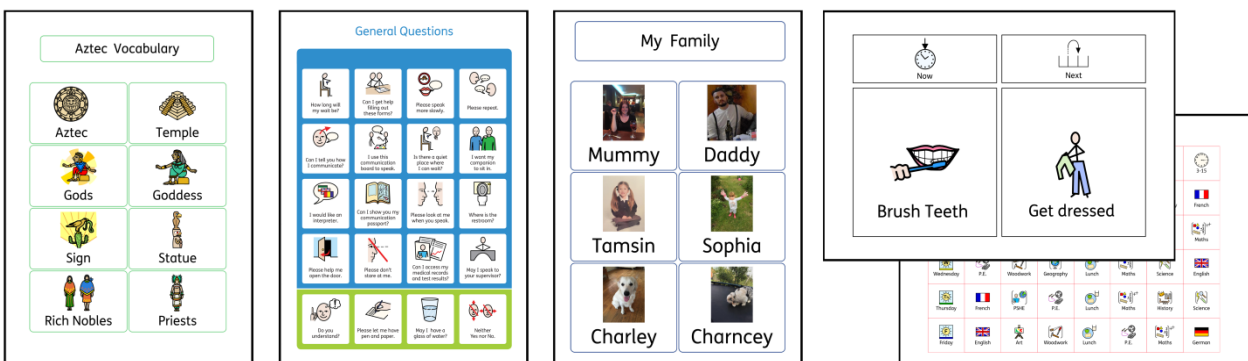 Aztec Vocabulary
Aztec
Temple
Gods
Goddess
Sign
Statue
Rich Nobles
Priests
General Questions
How long will
my wait be?
Can I get help
filling out
these forms?
Please speak
more slowly.
Please repeat.
Can I tell you how
I communicate?
I use this
communication
board to speak.
Is there a quiet
place where
I can wait?
I want my
companion
to sit in.
I would like an
interpreter.
Can I show you my
communication
passport?
Please look at me
when you speak.
Where is the
restroom?
Please help me
open the door.
Please don't
stare at me.
Can I access my
medical records
and test results?
May I speak to
your supervisor?
Do you
understand?
Please let me have
pen and paper.
May I have a
glass of water?
Neither
Yes nor No.
My Family
Mummy
Daddy
Tamsin
Sophia
Charley
Charncey
Now
Next
Brush Teeth
Get dressed
3-15
French
Maths
Wednesday
P.E.
Woodwork
Geography
Lunch
Maths
Science
English
Thursday
French
PSHE
P.E.
Lunch
Maths
History
Science
Friday
English
Art
Woodwork
Lunch
P.E.
Maths
German